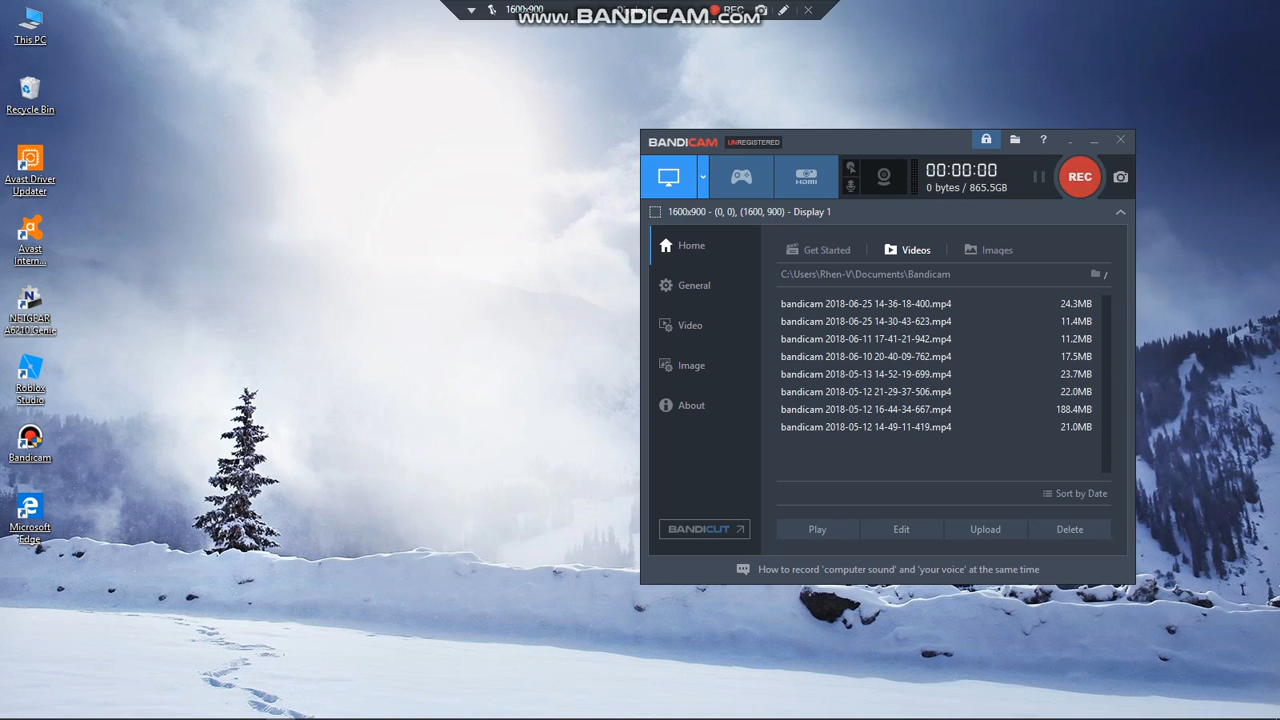 1600x900
REC
www.BANDICAM.com
This PC
Recycle Bin
Avast Driver
Updater
Avast
Intern...
NETGEAR
A6210 Genie
Roblox
Studio
Bandicam
Microsoft
Edge
BANDICAM UNREGISTERED
?
HDMI
00:00:00
0 bytes / 865.5GB
REC
1600x900 - (0, 0), (1600, 900) - Display 1
Home
General
Video
Image
About
BANDICUT
Get Started
Videos
Images
C:\Users\Rhen-V\Documents\Bandicam
bandicam 2018-06-25 14-36-18-400.mp4 24.3MB
bandicam 2018-06-25 14-30-43-623.mp4 11.4MB
bandicam 2018-06-11 17-41-21-942.mp4 11.2MB
bandicam 2018-06-10 20-40-09-762.mp4 17.5MB
bandicam 2018-05-13 14-52-19-699.mp4 23.7MB
bandicam 2018-05-12 21-29-37-506.mp4 22.0MB
bandicam 2018-05-12 16-44-34-667.mp4 188.4MB
bandicam 2018-05-12 14-49-11-419.mp4 21.0MB
Sort by Date
Play Edit Upload Delete
How to record 'computer sound' and 'your voice' at the same time